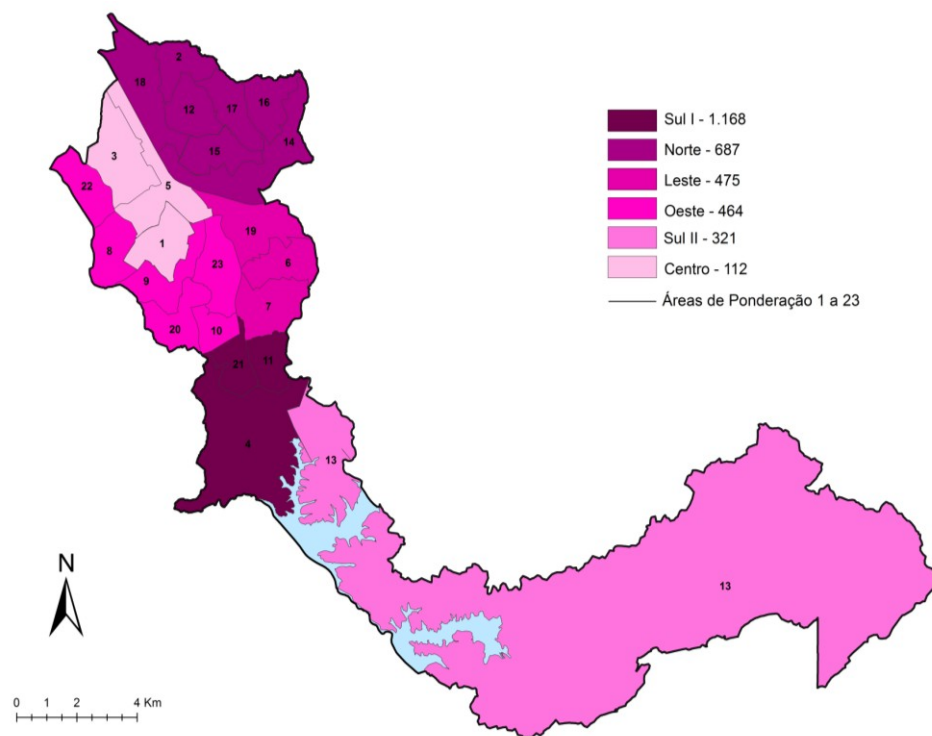 2
18
16
12
17
14
15
3
22
5
19
1
8
6
23
9
7
20
10
21
11
4
13
13
Sul I - 1.168
Norte - 687
Leste - 475
Oeste - 464
Sul II - 321
Centro - 112
Áreas de Ponderação 1 a 23
N
0 1 2 4 Km